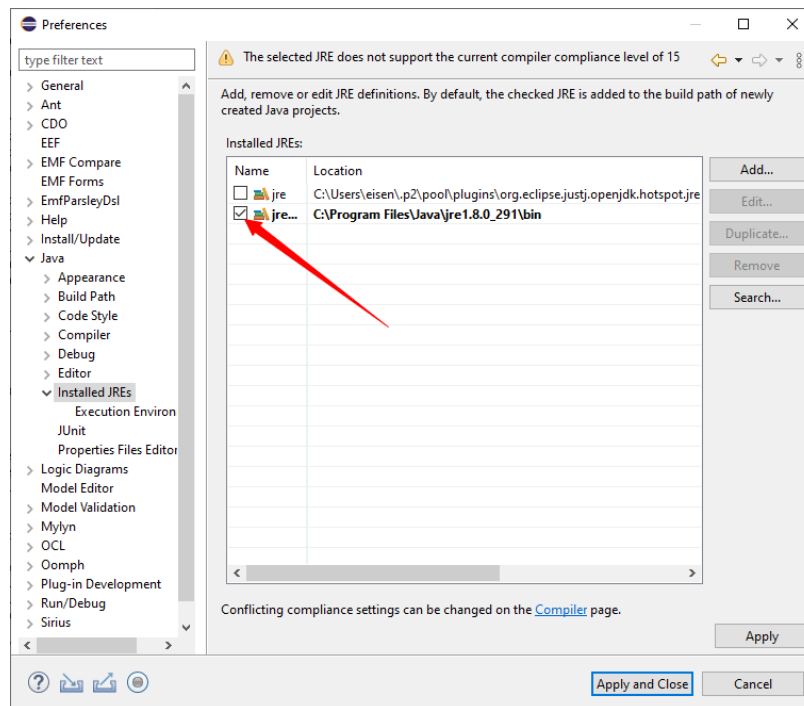 Preferences
type filter text
The selected JRE does not support the current compiler compliance level of 15
General
Ant
CDO
EEF
EMF Compare
EMF Forms
EmfParsleyDsl
Help
Install/Update
Java
Appearance
Build Path
Code Style
Compiler
Debug
Editor
Installed JREs
Execution Environ
JUnit
Properties Files Editor
Logic Diagrams
Model Editor
Model Validation
Mylyn
OCL
Oomph
Plug-in Development
Run/Debug
Sirius
Add, remove or edit JRE definitions. By default, the checked JRE is added to the build path of newly
created Java projects.
Installed JREs:
Name Location
jre C:\Users\eisen\.p2\pool\plugins\org.eclipse.justj.openjdk.hotspot.jre
jre... C:\Program Files\Java\jre1.8.0_291\bin
Add...
Edit...
Duplicate...
Remove
Search...
Conflicting compliance settings can be changed on the Compiler page.
Apply
Apply and Close Cancel